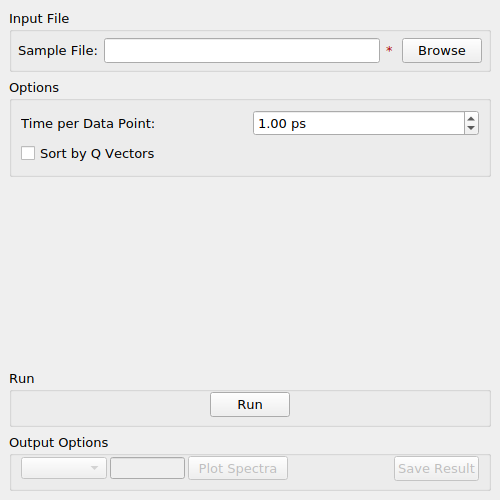 Input File
Sample File: * Browse
Options
Time per Data Point: 1.00 ps
Sort by Q Vectors
Run
Run
Output Options
Plot Spectra Save Result